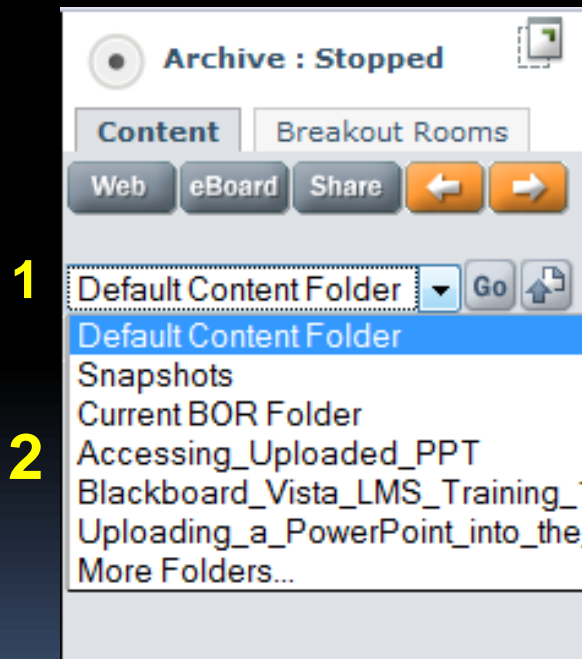 Archive : Stopped
Content Breakout Rooms
Web eBoard Share
1 Default Content Folder Go
Default Content Folder
Snapshots
Current BOR Folder
2 Accessing_Uploaded_PPT
Blackboard_Vista_LMS_Training_
Uploading_a_PowerPoint_into_the_
More Folders...